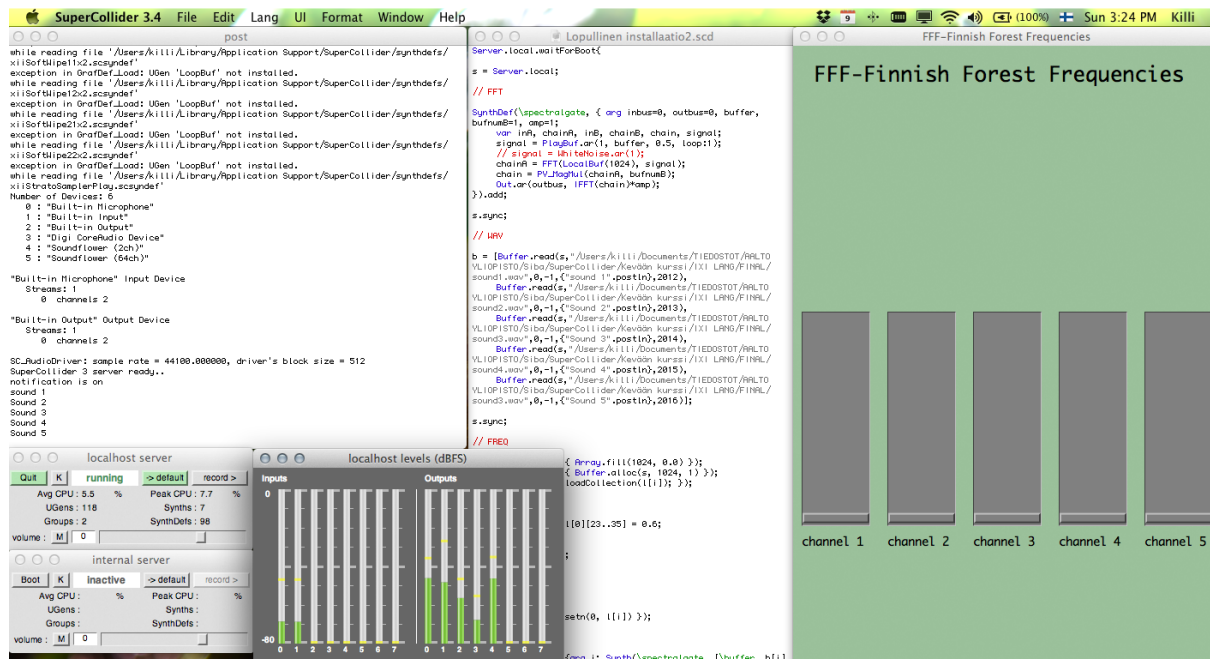 SuperCollider 3.4 File Edit Lang UI Format Window Help
9 (100%) Sun 3:24 PM Killi
post
while reading file '/Users/killi/Library/Application Support/SuperCollider/synthdefs/
xiiSoftWipe11x2.scsyndef'
exception in GrafDef_Load: UGen 'LoopBuf' not installed.
while reading file '/Users/killi/Library/Application Support/SuperCollider/synthdefs/
xiiSoftWipe12x2.scsyndef'
exception in GrafDef_Load: UGen 'LoopBuf' not installed.
while reading file '/Users/killi/Library/Application Support/SuperCollider/synthdefs/
xiiSoftWipe21x2.scsyndef'
exception in GrafDef_Load: UGen 'LoopBuf' not installed.
while reading file '/Users/killi/Library/Application Support/SuperCollider/synthdefs/
xiiSoftWipe22x2.scsyndef'
exception in GrafDef_Load: UGen 'LoopBuf' not installed.
while reading file '/Users/killi/Library/Application Support/SuperCollider/synthdefs/
xiiStratoSamplerPlay.scsyndef'
Number of Devices: 6
0 : "Built-in Microphone"
1 : "Built-in Input"
2 : "Built-in Output"
3 : "Digi CoreAudio Device"
4 : "Soundflower (2ch)"
5 : "Soundflower (64ch)"
"Built-in Microphone" Input Device
Streams: 1
0 channels 2
"Built-in Output" Output Device
Streams: 1
0 channels 2
SC_AudioDriver: sample rate = 44100.000000, driver's block size = 512
SuperCollider 3 server ready..
notification is on
sound 1
Sound 2
Sound 3
Sound 4
Sound 5
Lopullinen installaatio2.scd
Server.local.waitForBoot{
s = Server.local;
// FFT
SynthDef(\spectralgate, { arg inbus=0, outbus=0, buffer,
bufnumB=1, amp=1;
var inA, chainA, inB, chainB, chain, signal;
signal = PlayBuf.ar(1, buffer, 0.5, loop:1);
// signal = WhiteNoise.ar(1);
chainA = FFT(LocalBuf(1024), signal);
chain = PV_MagMul(chainA, bufnumB);
Out.ar(outbus, IFFT(chain)*amp);
}).add;
s.sync;
// WAV
b = [Buffer.read(s,"/Users/killi/Documents/TIEDOSTOT/AALTO
YLIOPISTO/Siba/SuperCollider/Kevään kurssi/IXI LANG/FINAL/
sound1.wav",0,-1,{"sound 1".postln},2012),
Buffer.read(s,"/Users/killi/Documents/TIEDOSTOT/AALTO
YLIOPISTO/Siba/SuperCollider/Kevään kurssi/IXI LANG/FINAL/
sound2.wav",0,-1,{"Sound 2".postln},2013),
Buffer.read(s,"/Users/killi/Documents/TIEDOSTOT/AALTO
YLIOPISTO/Siba/SuperCollider/Kevään kurssi/IXI LANG/FINAL/
sound3.wav",0,-1,{"Sound 3".postln},2014),
Buffer.read(s,"/Users/killi/Documents/TIEDOSTOT/AALTO
YLIOPISTO/Siba/SuperCollider/Kevään kurssi/IXI LANG/FINAL/
sound4.wav",0,-1,{"Sound 4".postln},2015),
Buffer.read(s,"/Users/killi/Documents/TIEDOSTOT/AALTO
YLIOPISTO/Siba/SuperCollider/Kevään kurssi/IXI LANG/FINAL/
sound3.wav",0,-1,{"Sound 5".postln},2016)];
s.sync;
// FREQ
{ Array.fill(1024, 0.0) });
{ Buffer.alloc(s, 1024, 1) });
loadCollection(l[i]); });
l[0][23..35] = 0.6;
;
setn(0, l[i]) });
{arg i; Synth(\spectralgate, [\buffer, b[i]
FFF-Finnish Forest Frequencies
FFF-Finnish Forest Frequencies
channel 1 channel 2 channel 3 channel 4 channel 5
localhost server
Quit K running -> default record >
Avg CPU : 5.5 % Peak CPU : 7.7 %
UGens : 118 Synths : 7
Groups : 2 SynthDefs : 98
volume : M 0
internal server
Boot K inactive -> default record >
Avg CPU : % Peak CPU : %
UGens : Synths :
Groups : SynthDefs :
volume : M 0
localhost levels (dBFS)
Inputs Outputs
0
-80
0 1 2 3 4 5 6 7 0 1 2 3 4 5 6 7